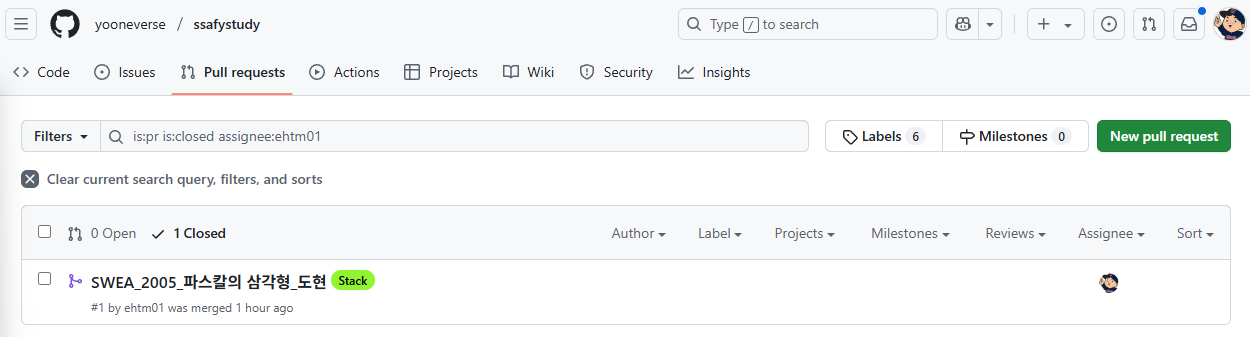 yooneverse / ssafystudy Type / to search
Code Issues Pull requests Actions Projects Wiki Security Insights
Filters is:pr is:closed assignee:ehtm01 Labels 6 Milestones 0 New pull request
Clear current search query, filters, and sorts
0 Open 1 Closed Author Label Projects Milestones Reviews Assignee Sort
SWEA_2005_파스칼의 삼각형_도현 Stack
#1 by ehtm01 was merged 1 hour ago